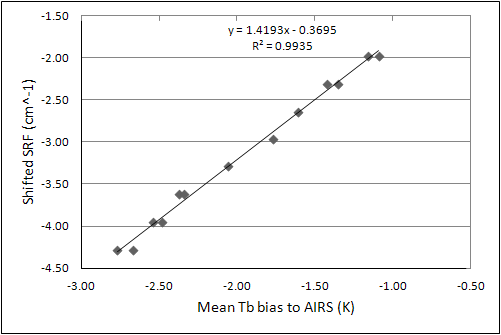 y = 1.4193x - 0.3695
R² = 0.9935
-1.50
-2.00
-2.50
-3.00
-3.50
-4.00
-4.50
Shifted SRF (cm^-1)
-3.00 -2.50 -2.00 -1.50 -1.00 -0.50
Mean Tb bias to AIRS (K)